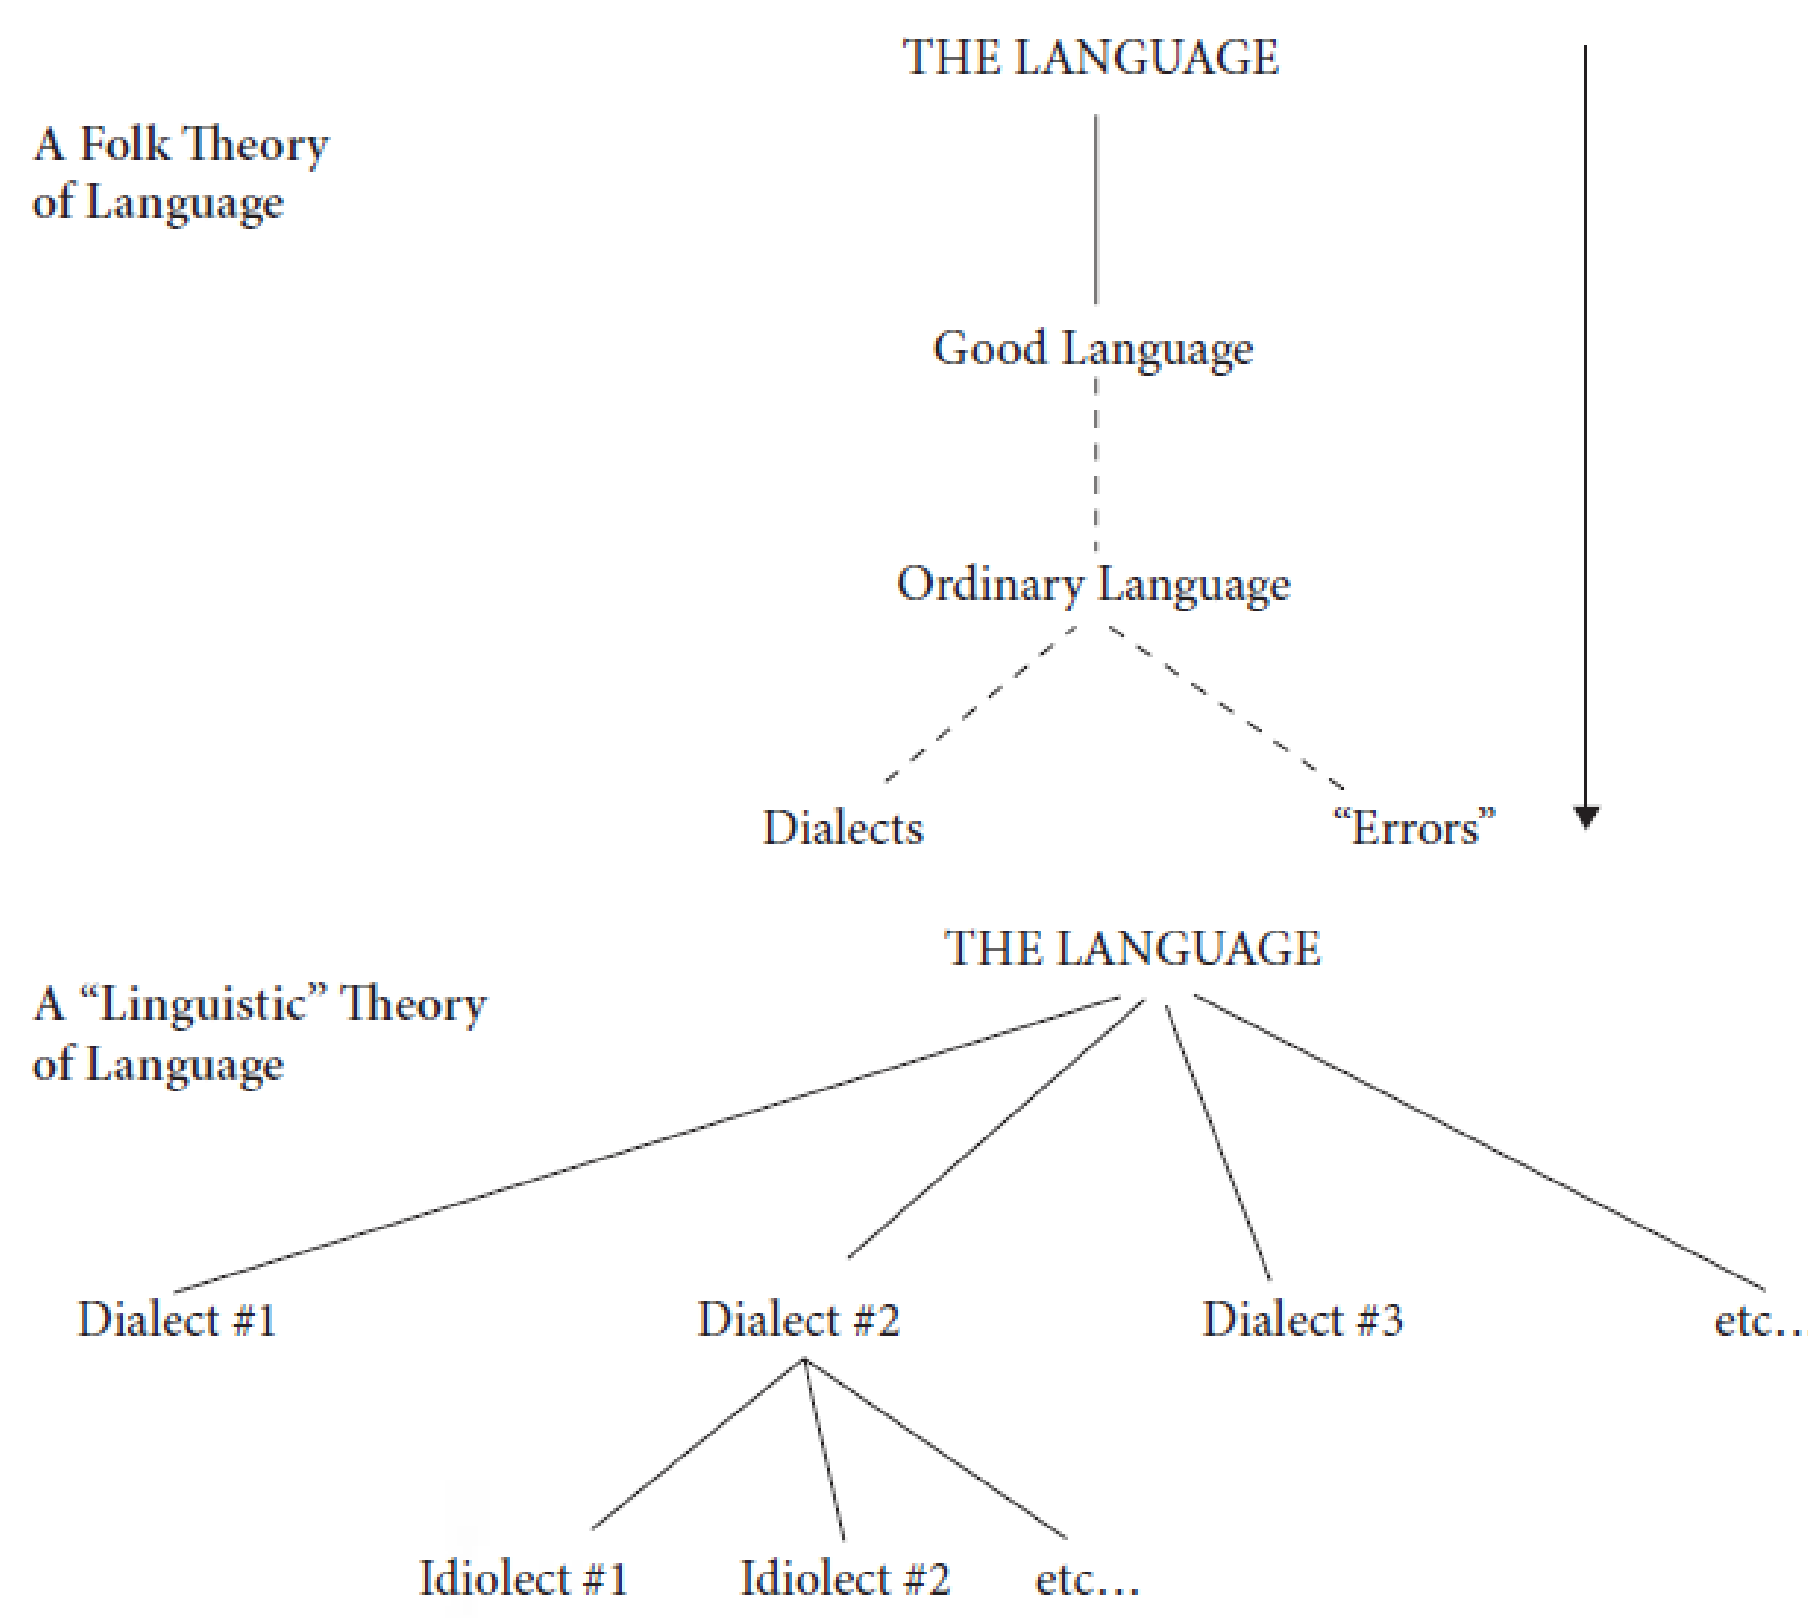 THE LANGUAGE
A Folk Theory
of Language
Good Language
Ordinary Language
Dialects “Errors”
THE LANGUAGE
A “Linguistic” Theory
of Language
Dialect #1 Dialect #2 Dialect #3 etc…
Idiolect #1 Idiolect #2 etc…